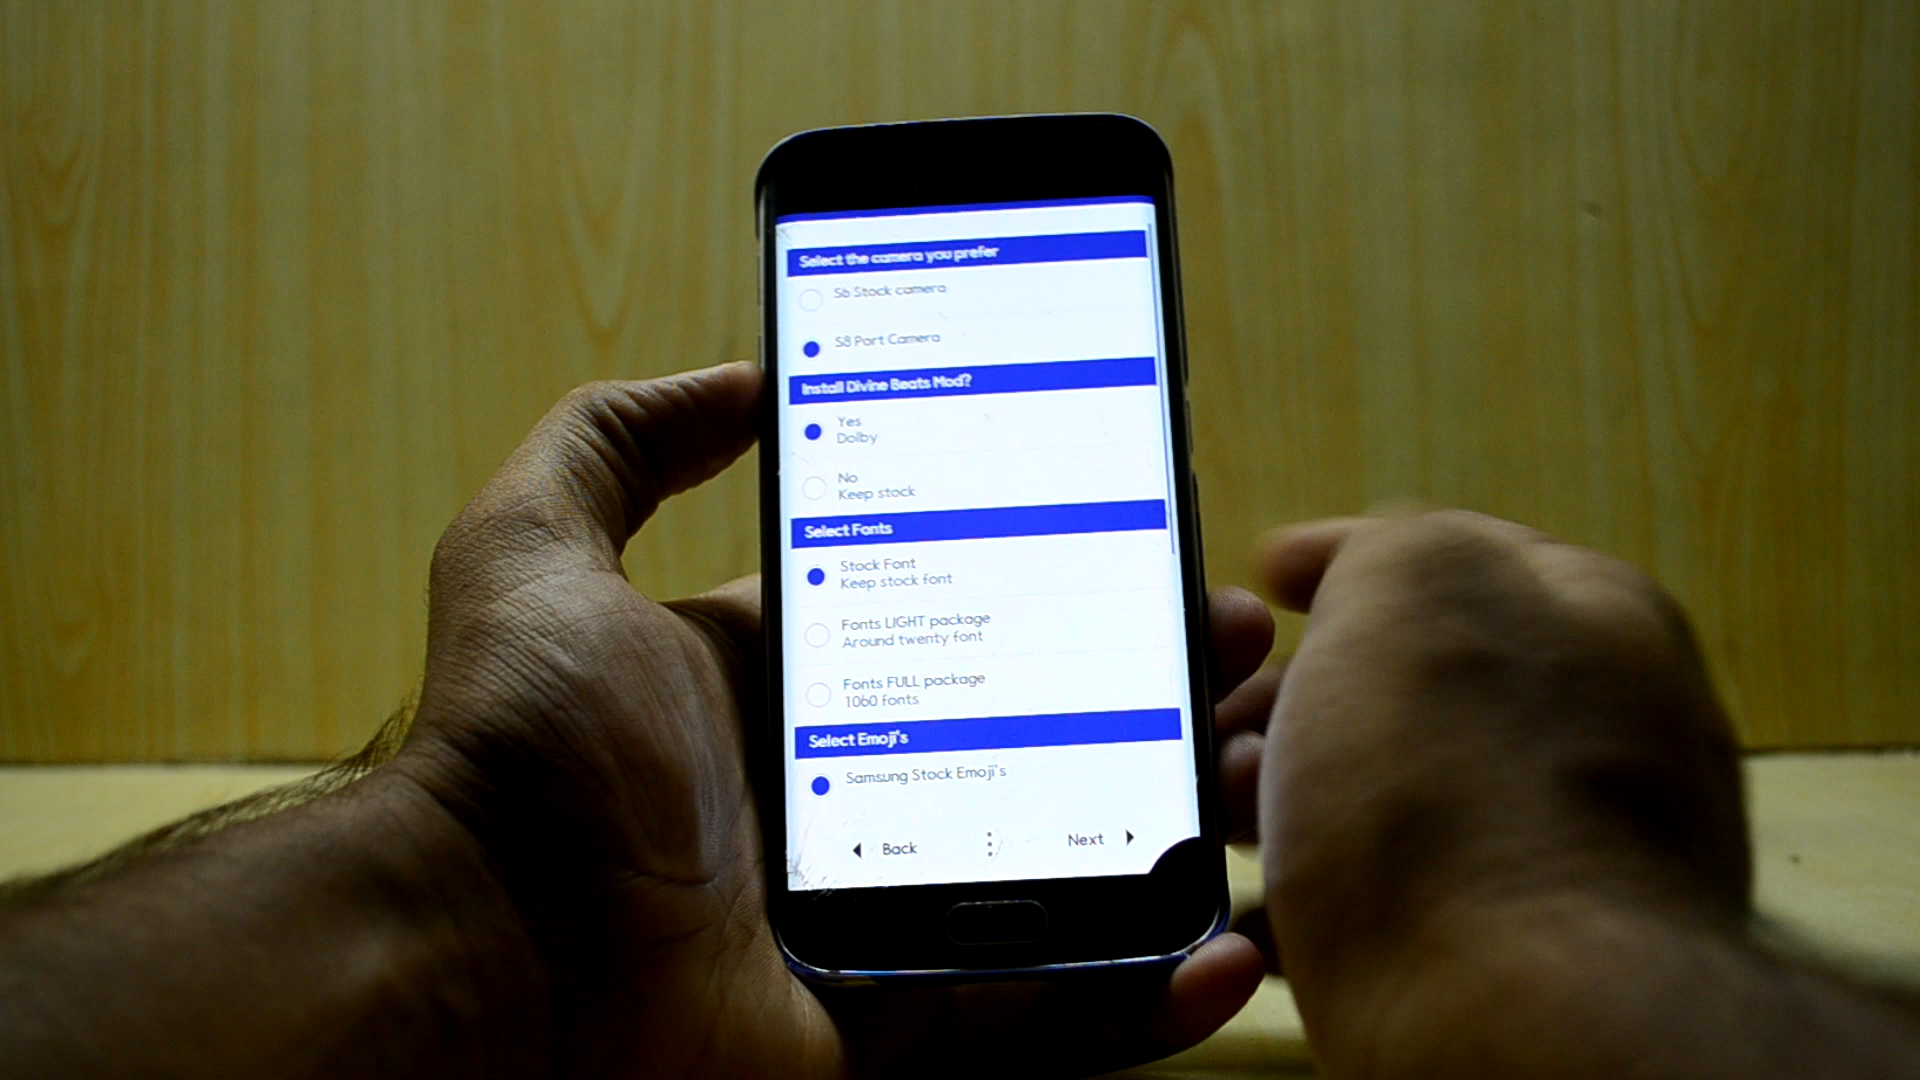 Select the camera you prefer
S6 Stock camera
S8 Port Camera
Install Divine Beats Mod?
Yes
Dolby
No
Keep stock
Select Fonts
Stock Font
Keep stock font
Fonts LIGHT package
Around twenty font
Fonts FULL package
1060 fonts
Select Emoji's
Samsung Stock Emoji's
Back
Next